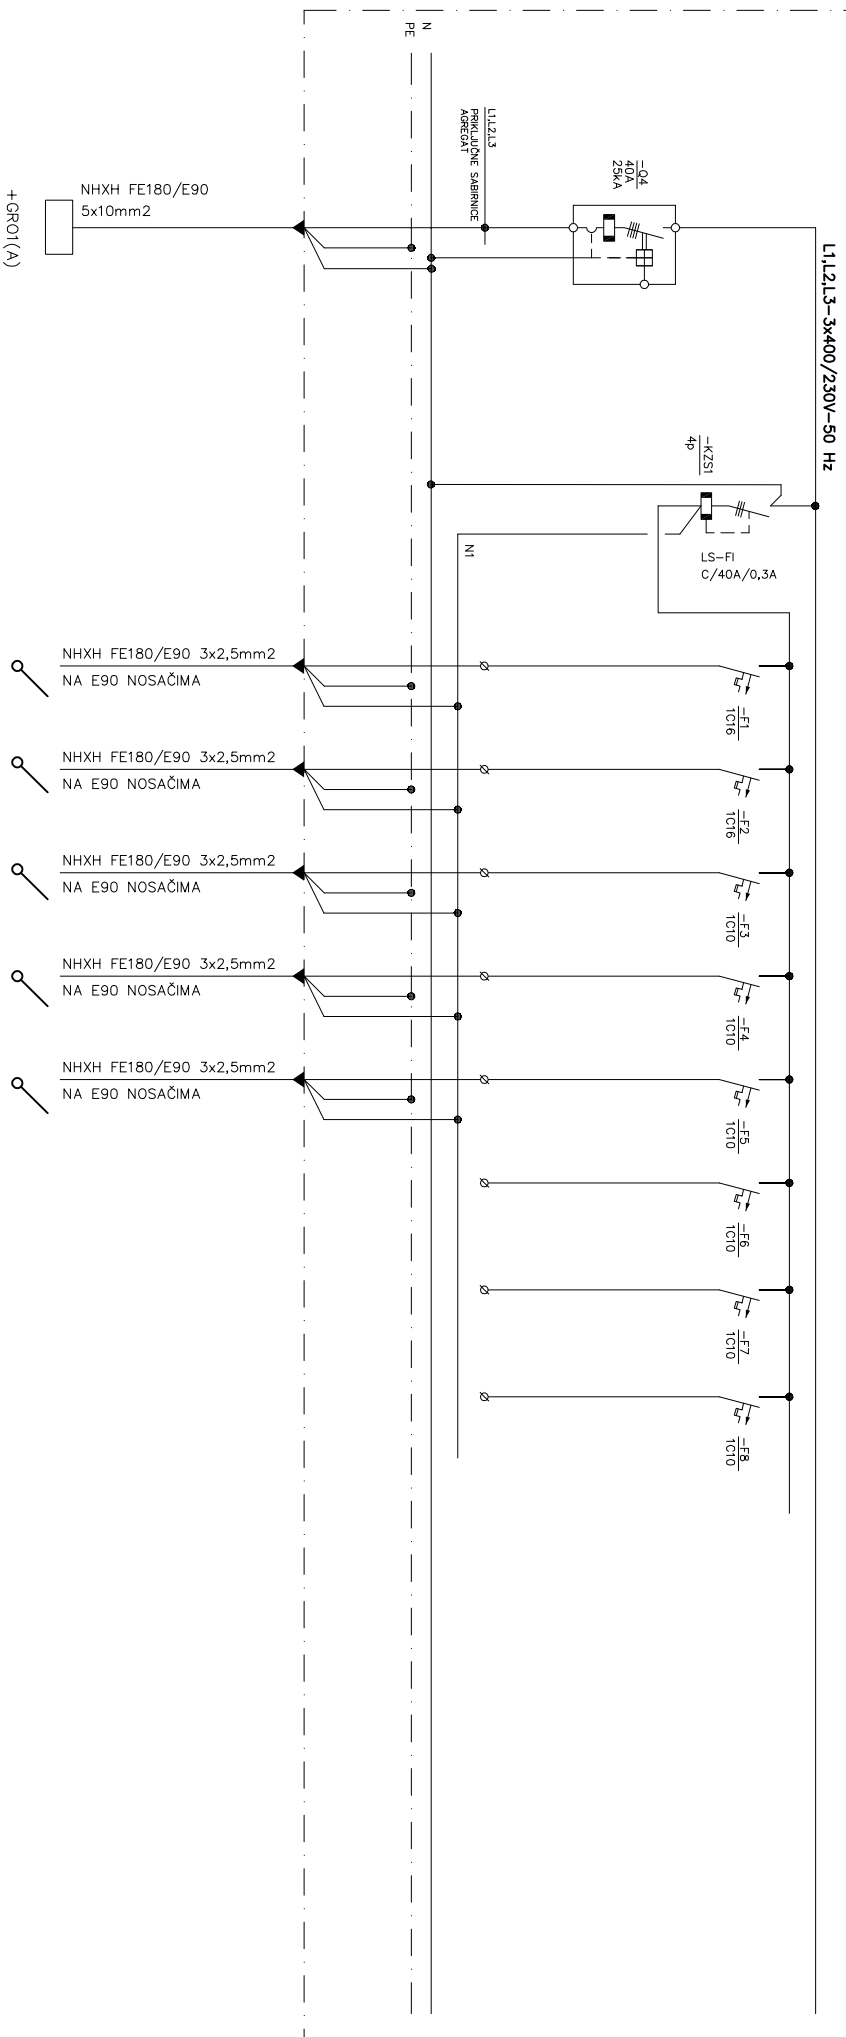 N
PE
L1,L2,L3
PRIKLJUČNE SABIRNICE
AGREGAT
-Q4
40A
25kA
NHXH FE180/E90
5x10mm2
+GRO1(A)
L1,L2,L3-3x400/230V-50 Hz
-KZS1
4p
LS-FI
C/40A/0,3A
N1
NHXH FE180/E90 3x2,5mm2
NA E90 NOSAČIMA
-F1
1C16
NHXH FE180/E90 3x2,5mm2
NA E90 NOSAČIMA
-F2
1C16
NHXH FE180/E90 3x2,5mm2
NA E90 NOSAČIMA
-F3
1C10
NHXH FE180/E90 3x2,5mm2
NA E90 NOSAČIMA
-F4
1C10
NHXH FE180/E90 3x2,5mm2
NA E90 NOSAČIMA
-F5
1C10
-F6
1C10
-F7
1C10
-F8
1C10